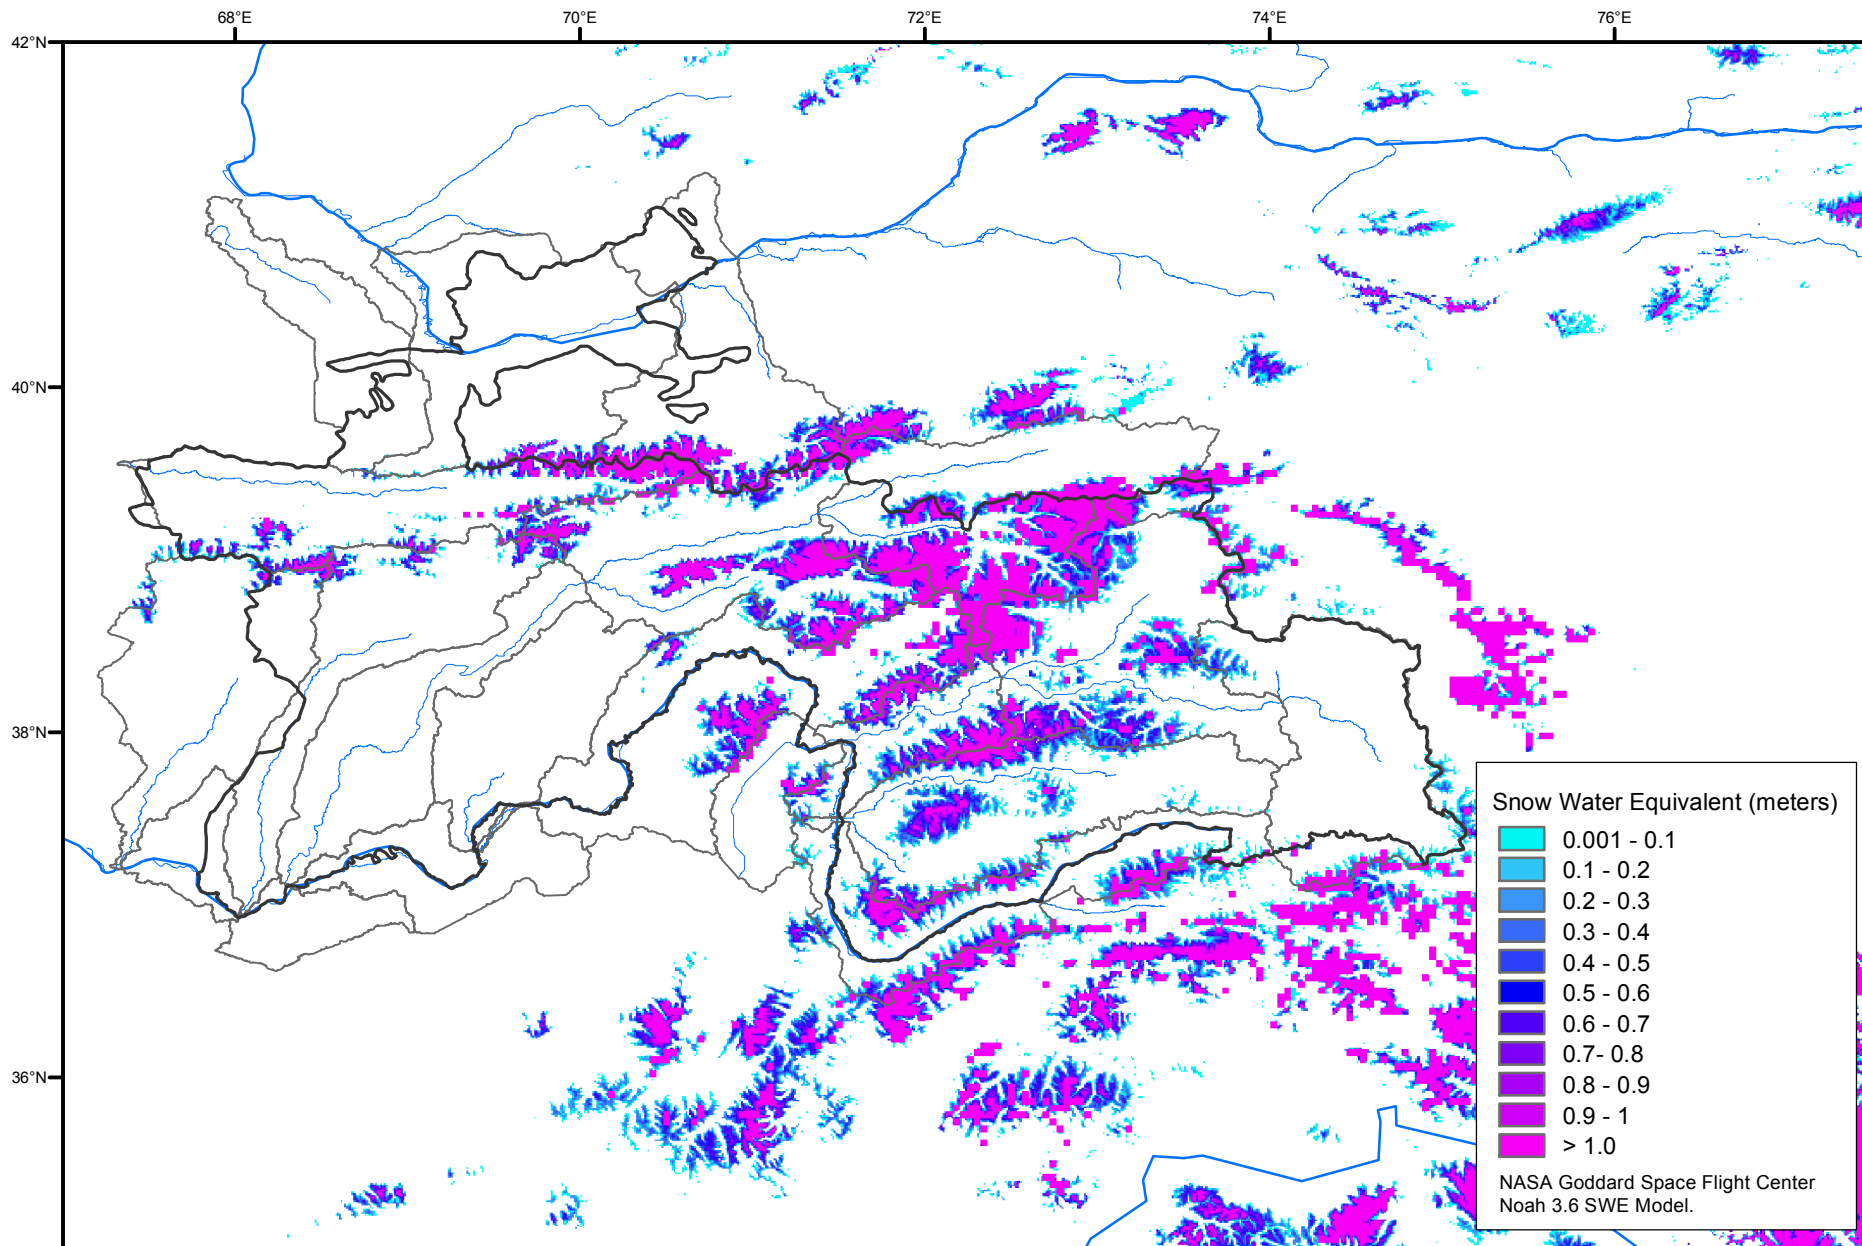 68°E 70°E 72°E 74°E 76°E
42°N
40°N
38°N
36°N
Snow Water Equivalent (meters)
0.001 - 0.1
0.1 - 0.2
0.2 - 0.3
0.3 - 0.4
0.4 - 0.5
0.5 - 0.6
0.6 - 0.7
0.7- 0.8
0.8 - 0.9
0.9 - 1
> 1.0
NASA Goddard Space Flight Center
Noah 3.6 SWE Model.